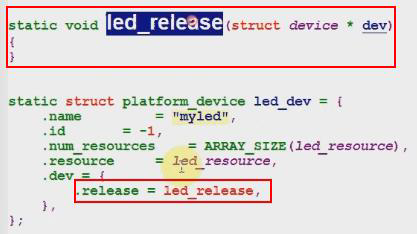 static void led_release(struct device * dev)
{
}
static struct platform_device led_dev = {
.name = "myled",
.id = -1,
.num_resources = ARRAY_SIZE(led_resource),
.resource = led_resource,
.dev = {
.release = led_release,
},
};